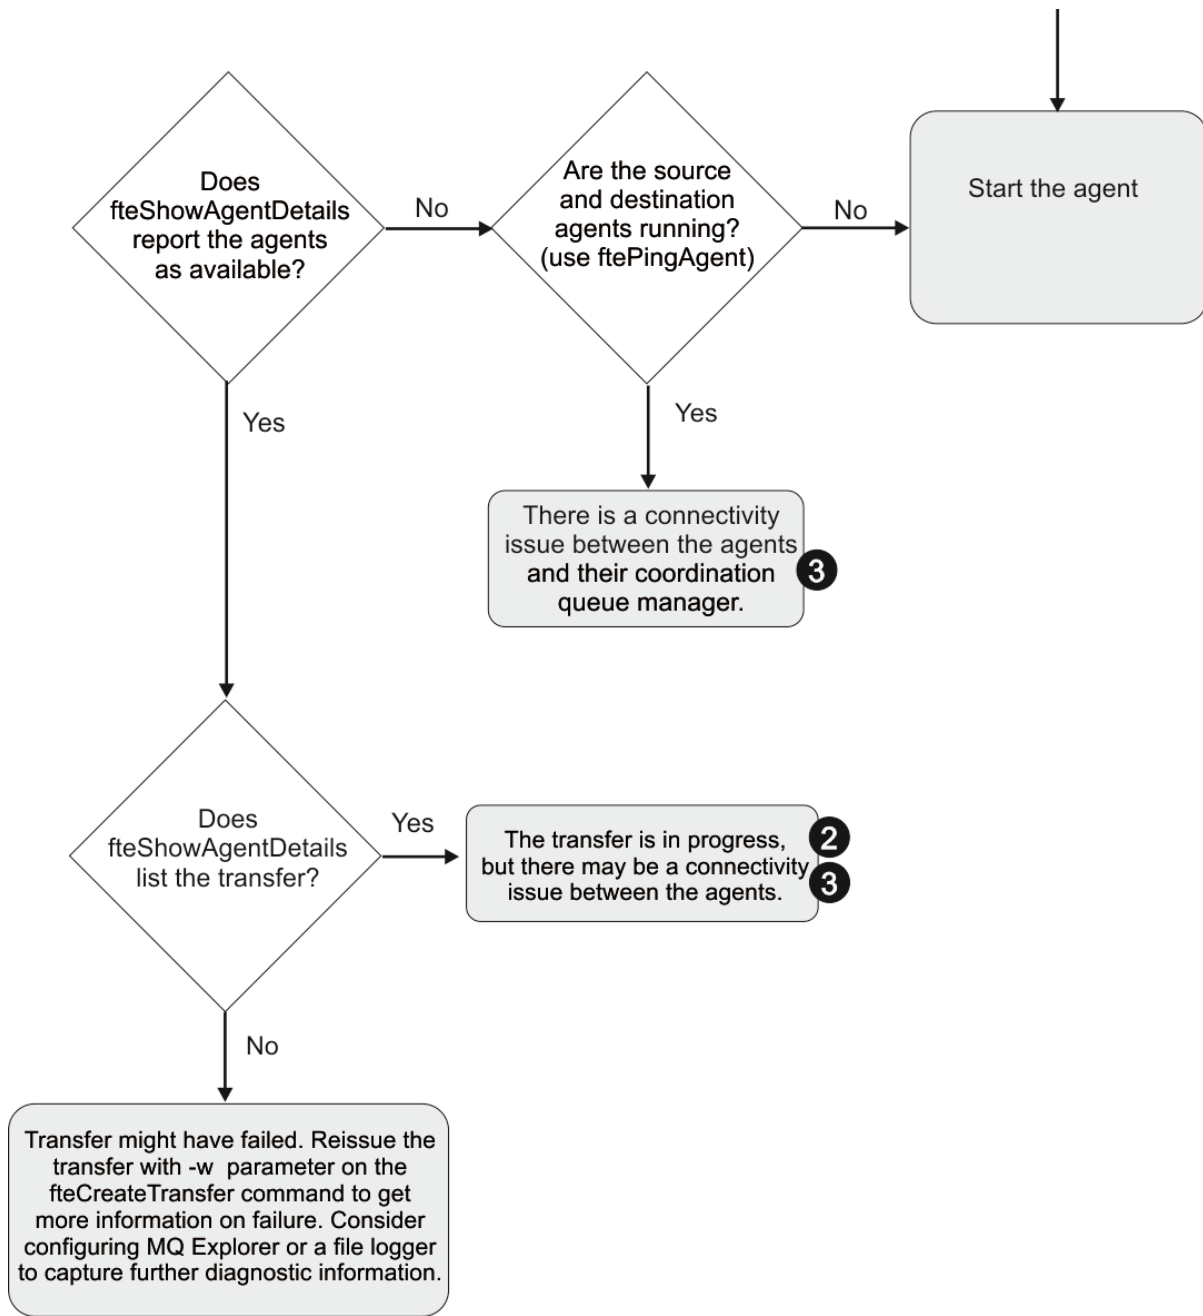 Does
fteShowAgentDetails
report the agents
as available?
No
Are the source
and destination
agents running?
(use ftePingAgent)
No
Start the agent
Yes
Yes
There is a connectivity
issue between the agents
and their coordination
queue manager.
3
Does
fteShowAgentDetails
list the transfer?
Yes
The transfer is in progress,
but there may be a connectivity
issue between the agents.
2
3
No
Transfer might have failed. Reissue the
transfer with -w parameter on the
fteCreateTransfer command to get
more information on failure. Consider
configuring MQ Explorer or a file logger
to capture further diagnostic information.